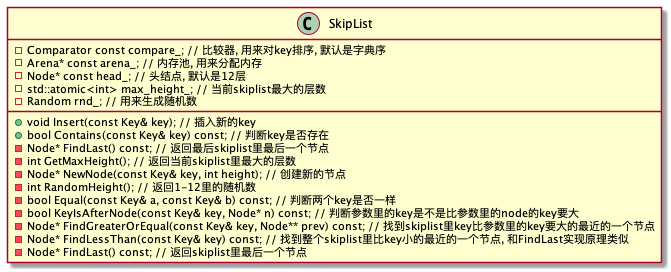 C SkipList
Comparator const compare_; // 比较器, 用来对key排序, 默认是字典序
Arena* const arena_; // 内存池, 用来分配内存
Node* const head_; // 头结点, 默认是12层
std::atomic<int> max_height_; // 当前skiplist最大的层数
Random rnd_; // 用来生成随机数
void Insert(const Key& key); // 插入新的key
bool Contains(const Key& key) const; // 判断key是否存在
Node* FindLast() const; // 返回最后skiplist里最后一个节点
int GetMaxHeight(); // 返回当前skiplist里最大的层数
Node* NewNode(const Key& key, int height); // 创建新的节点
int RandomHeight(); // 返回1-12里的随机数
bool Equal(const Key& a, const Key& b) const; // 判断两个key是否一样
bool KeyIsAfterNode(const Key& key, Node* n) const; // 判断参数里的key是不是比参数里的node的key要大
Node* FindGreaterOrEqual(const Key& key, Node** prev) const; // 找到skiplist里key比参数里的key要大的最近的一个节点
Node* FindLessThan(const Key& key) const; // 找到整个skiplist里比key小的最近的一个节点, 和FindLast实现原理类似
Node* FindLast() const; // 返回skiplist里最后一个节点